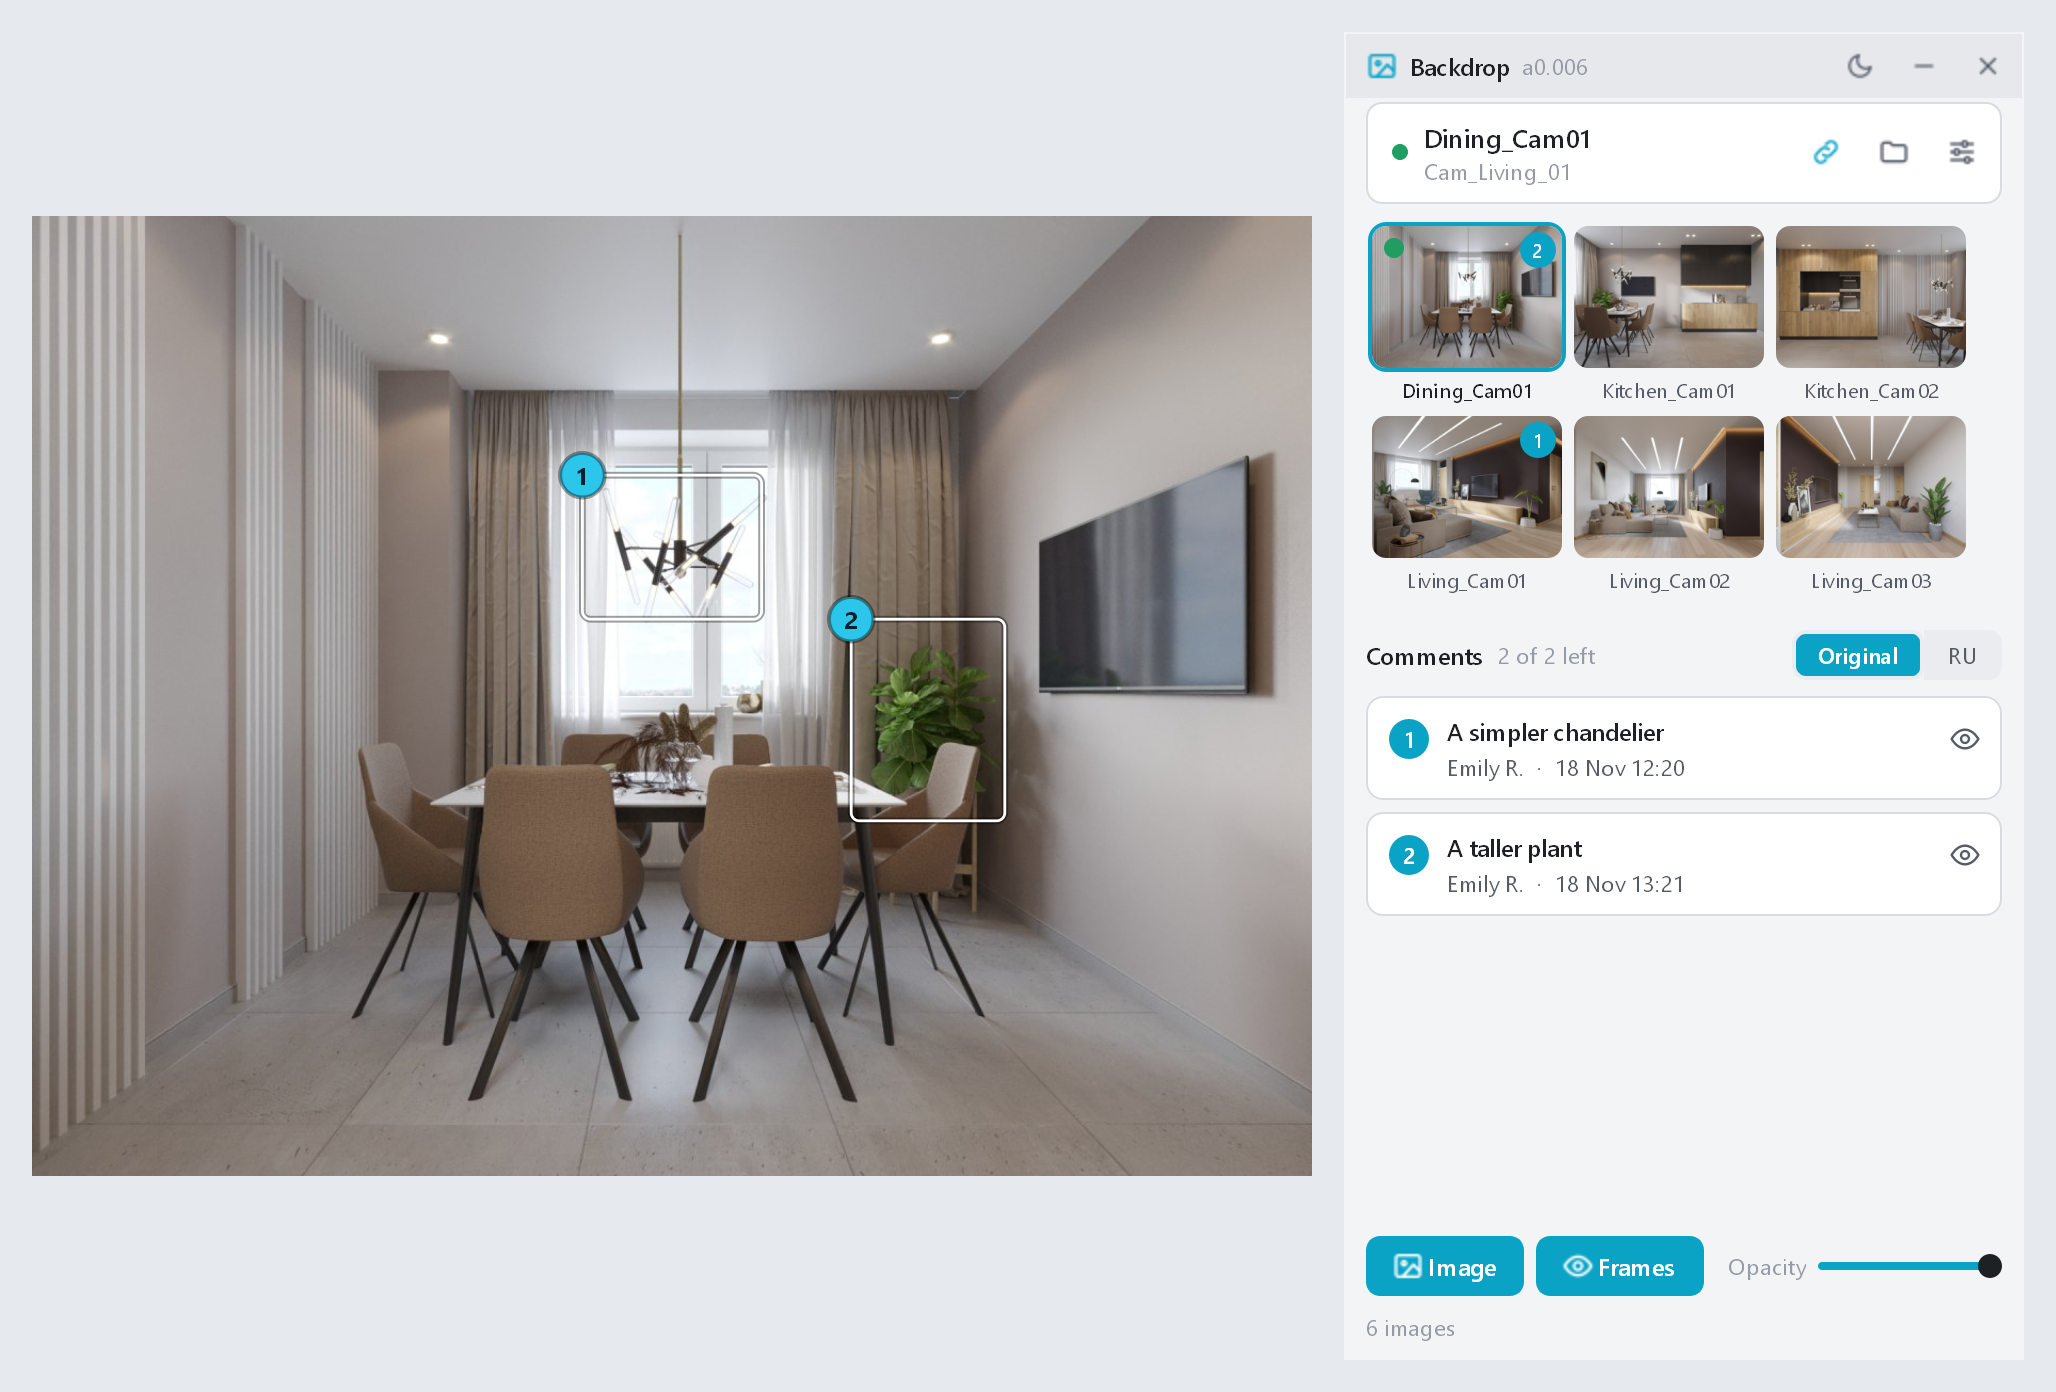 Backdrop a0.006
Dining_Cam01
Cam_Living_01
2
Dining_Cam01
Kitchen_Cam01
Kitchen_Cam02
1
Living_Cam01
Living_Cam02
Living_Cam03
1
2
Comments 2 of 2 left
Original RU
1 A simpler chandelier
Emily R. · 18 Nov 12:20
2 A taller plant
Emily R. · 18 Nov 13:21
Image Frames Opacity
6 images